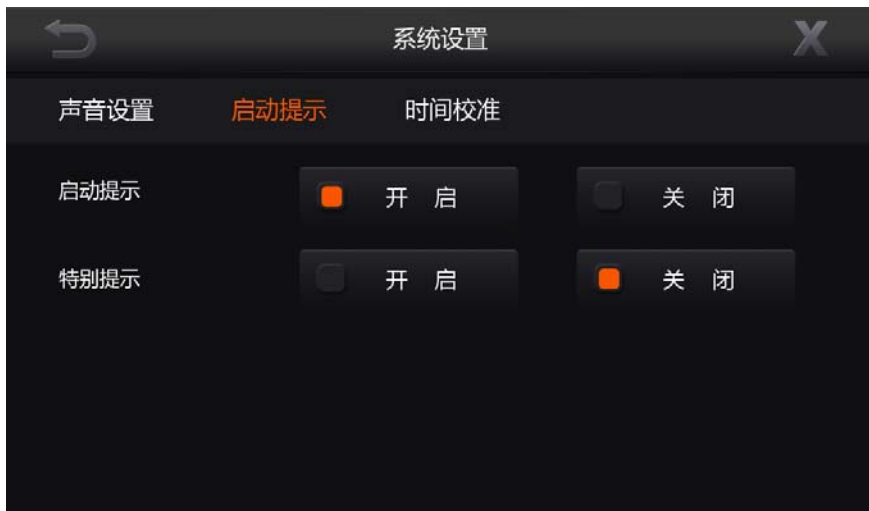 系统设置 X
声音设置 启动提示 时间校准
启动提示 开 启 关 闭
特别提示 开 启 关 闭